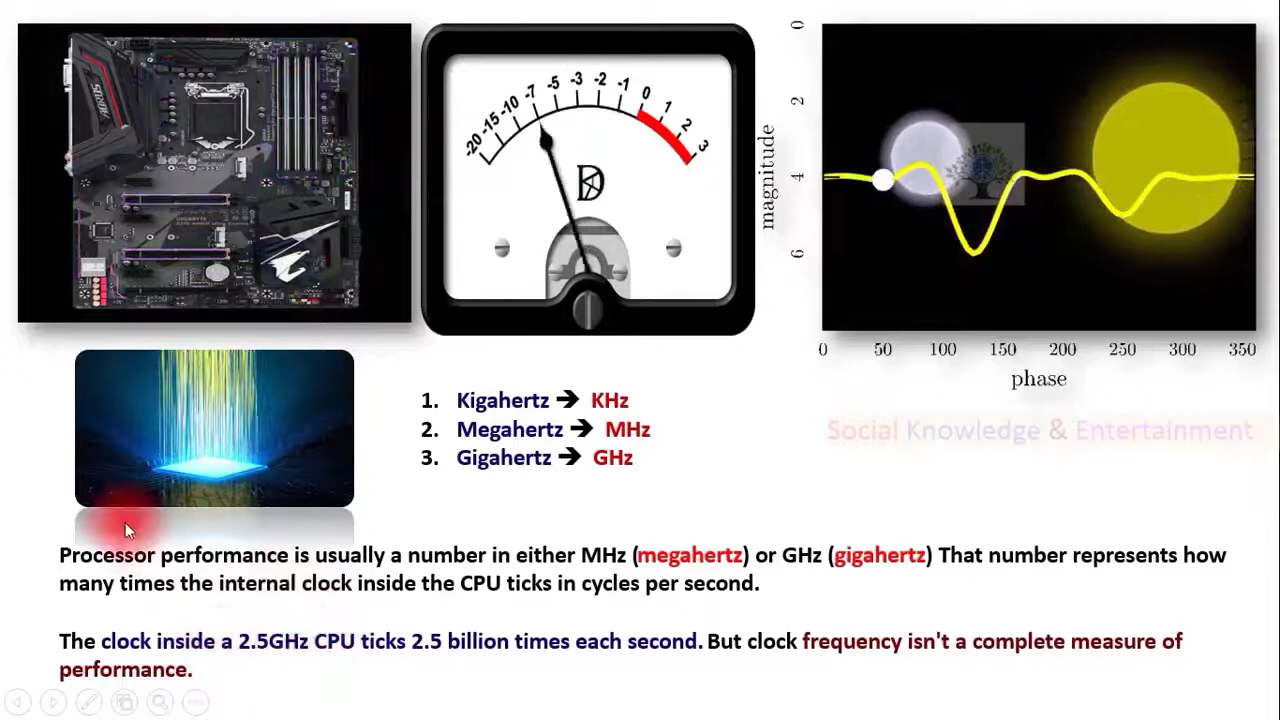 AORUS
-20 -15 -10 -7 -5 -3 -2 -1 0 1 2 3
magnitude
0
2
4
6
0 50 100 150 200 250 300 350
phase
1. Kigahertz ➔ KHz
2. Megahertz ➔ MHz
3. Gigahertz ➔ GHz
Social Knowledge & Entertainment
Processor performance is usually a number in either MHz (megahertz) or GHz (gigahertz) That number represents how
many times the internal clock inside the CPU ticks in cycles per second.
The clock inside a 2.5GHz CPU ticks 2.5 billion times each second. But clock frequency isn't a complete measure of
performance.